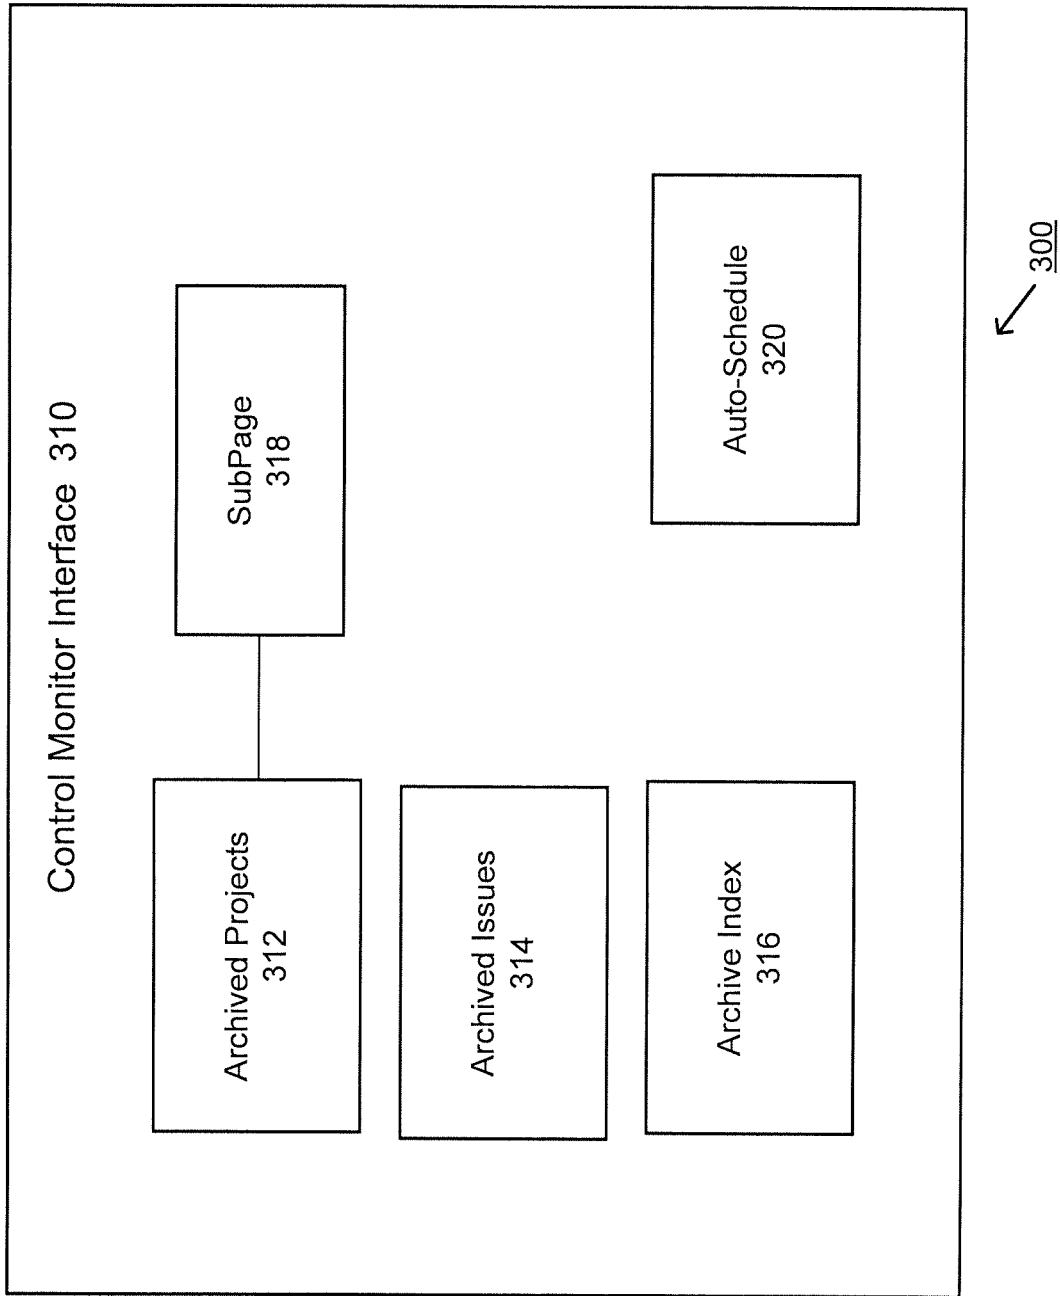 Control Monitor Interface 310
Archived Projects
312
SubPage
318
Archived Issues
314
Archive Index
316
Auto-Schedule
320
300